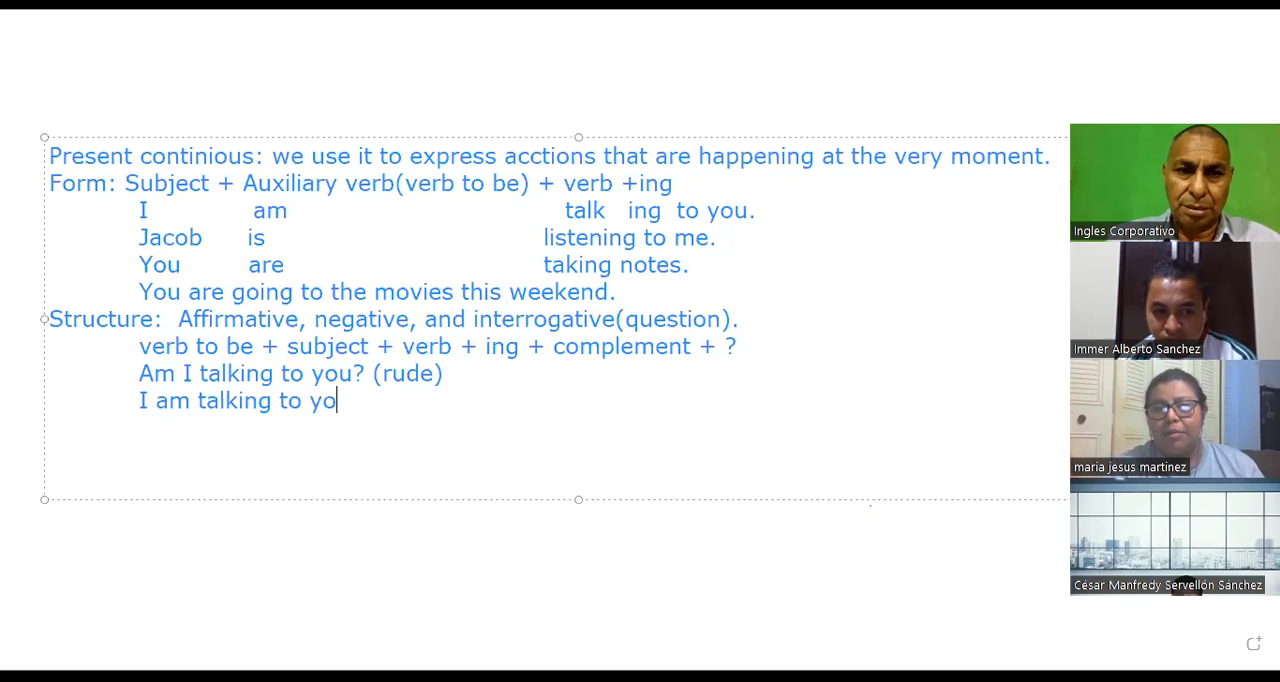 Present continious: we use it to express acctions that are happening at the very moment.
Form: Subject + Auxiliary verb(verb to be) + verb +ing
I am talk ing to you.
Jacob is listening to me.
You are taking notes.
You are going to the movies this weekend.
Structure: Affirmative, negative, and interrogative(question).
verb to be + subject + verb + ing + complement + ?
Am I talking to you? (rude)
I am talking to yo
Ingles Corporativo
Immer Alberto Sanchez
maria jesus martinez
César Manfredy Servellón Sánchez